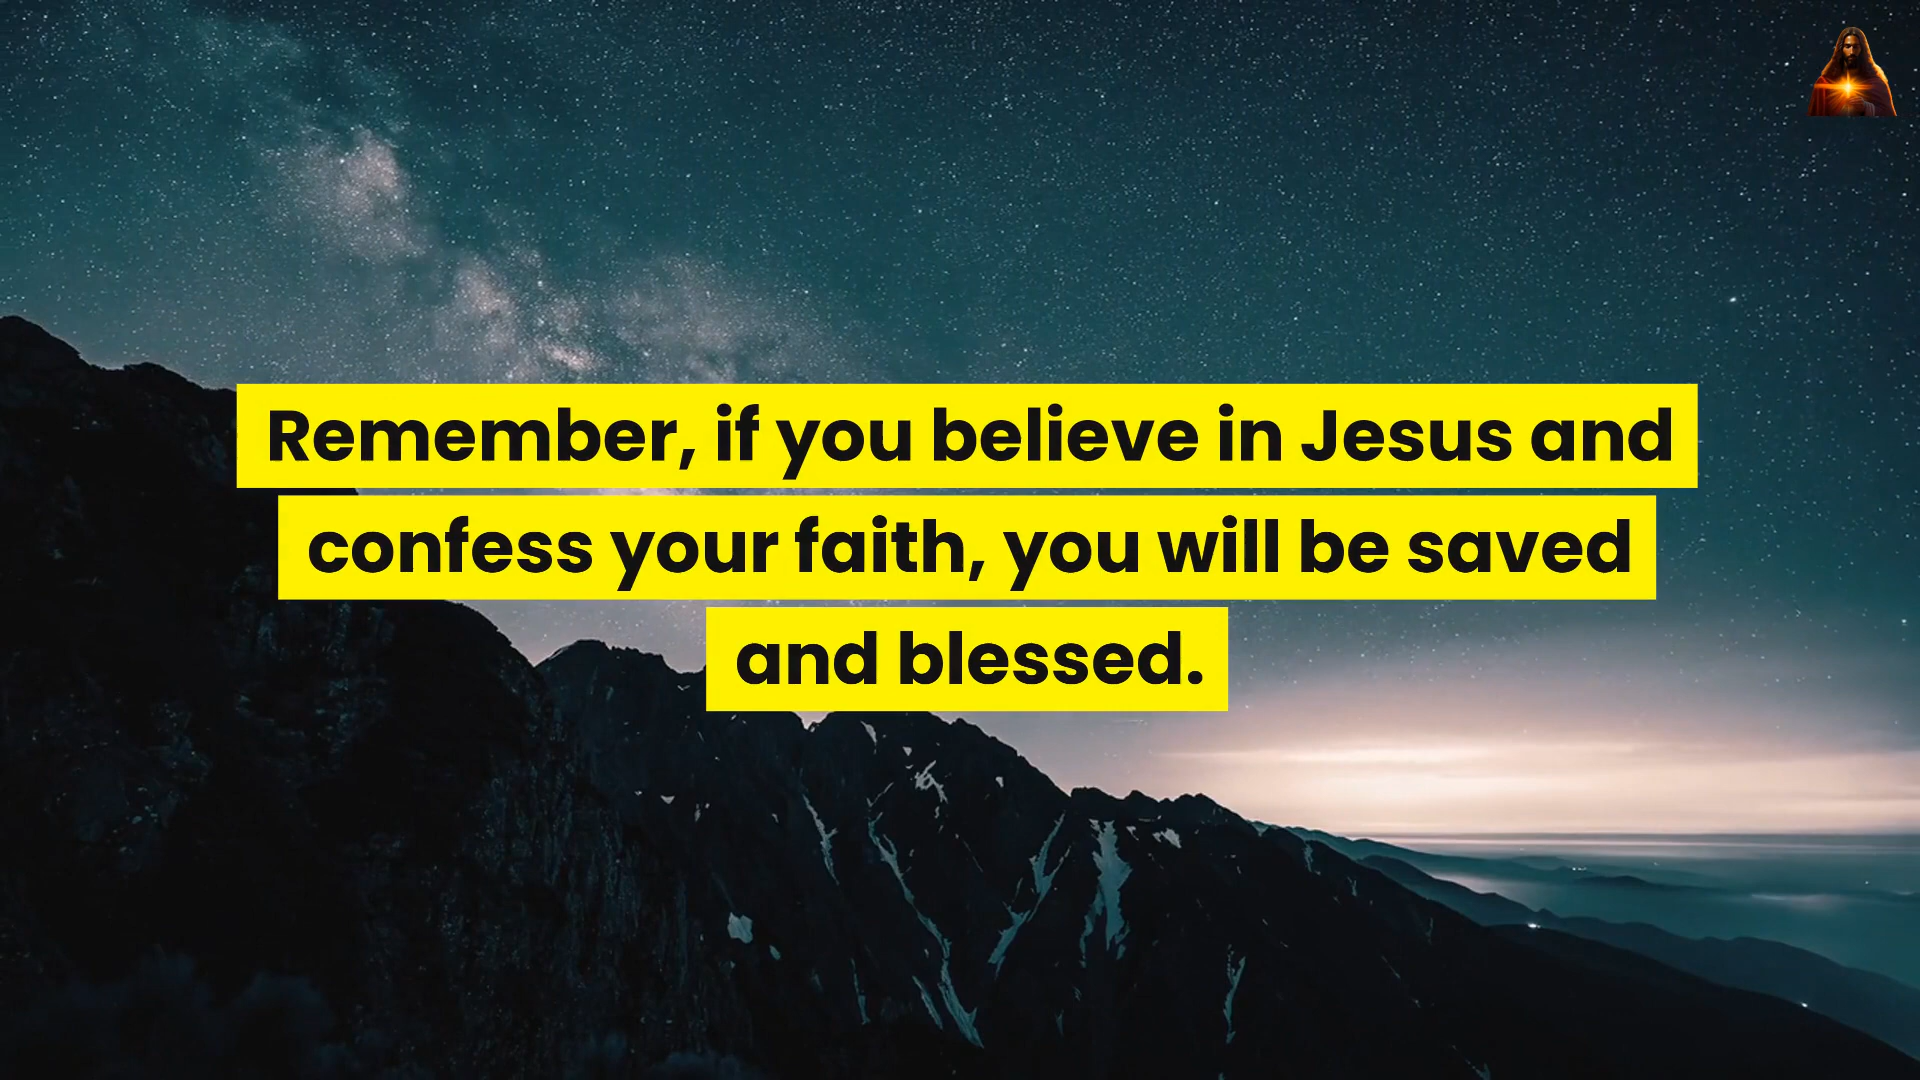 Remember, if you believe in Jesus and
confess your faith, you will be saved
and blessed.